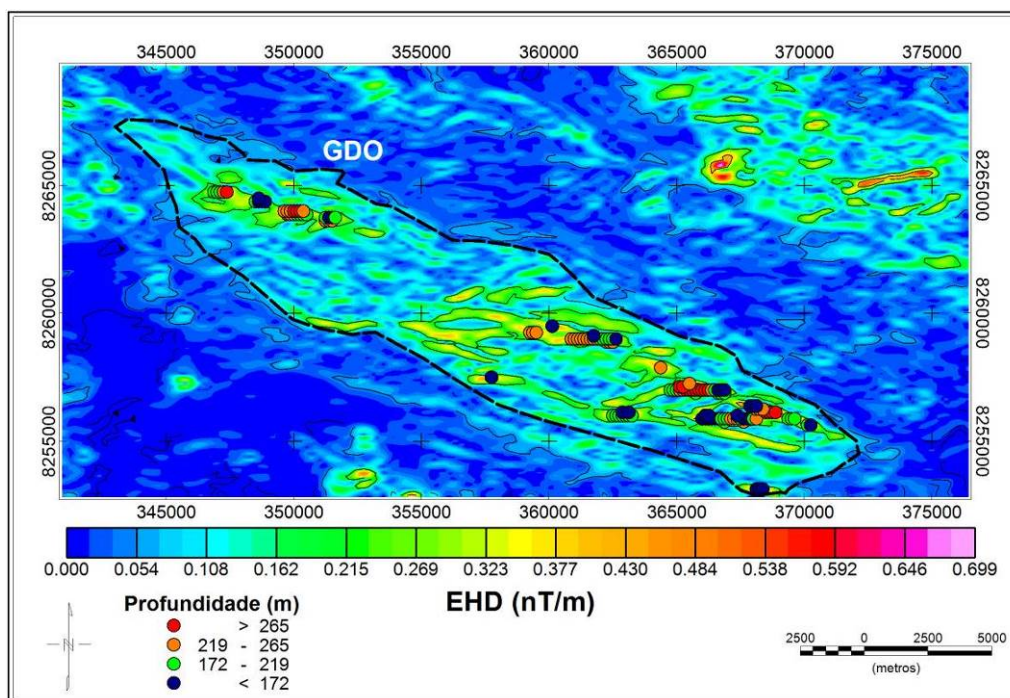 345000 350000 355000 360000 365000 370000 375000
GDO
8265000 8265000
8260000 8260000
8255000 8255000
345000 350000 355000 360000 365000 370000 375000
0.000 0.054 0.108 0.162 0.215 0.269 0.323 0.377 0.430 0.484 0.538 0.592 0.646 0.699
EHD (nT/m)
Profundidade (m)
> 265
219 - 265
172 - 219
< 172
N
2500 0 2500 5000
(metros)